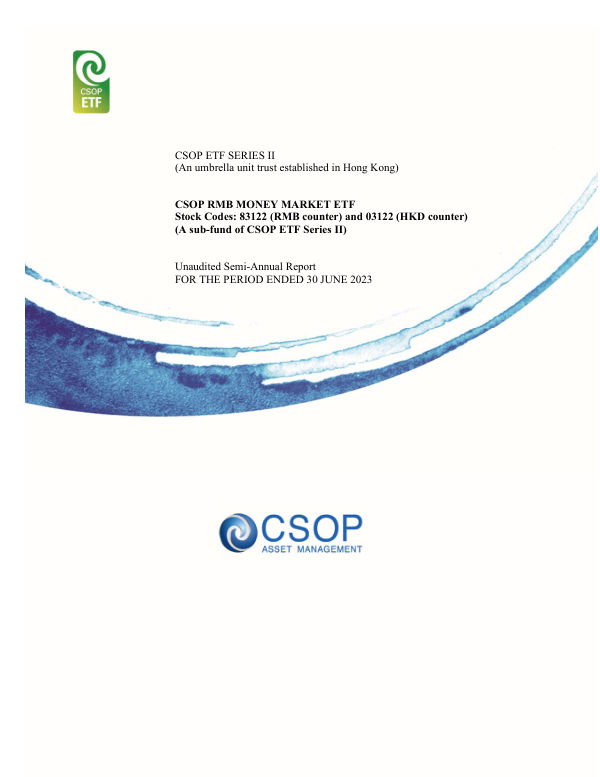 CSOP
ETF
CSOP ETF SERIES II
(An umbrella unit trust established in Hong Kong)
CSOP RMB MONEY MARKET ETF
Stock Codes: 83122 (RMB counter) and 03122 (HKD counter)
(A sub-fund of CSOP ETF Series II)
Unaudited Semi-Annual Report
FOR THE PERIOD ENDED 30 JUNE 2023
CSOP
ASSET MANAGEMENT